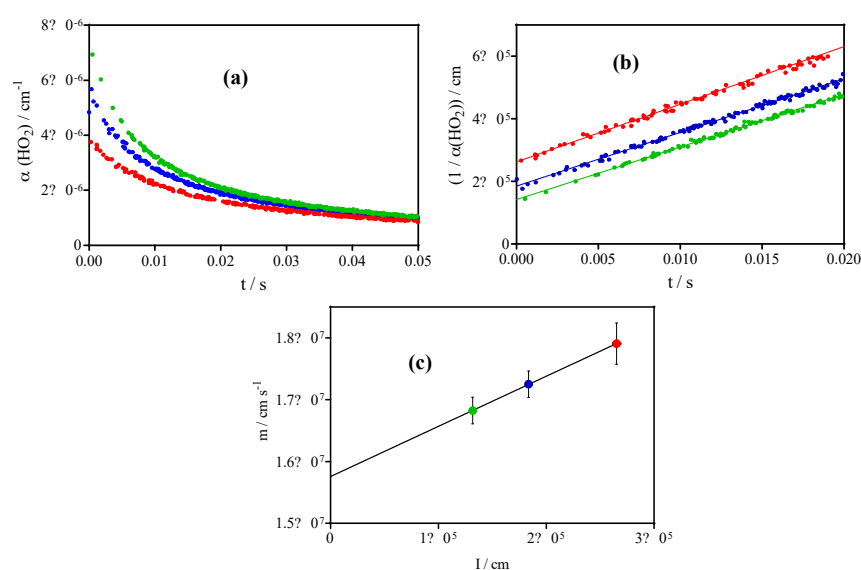 8? 0-6
6? 0-6
4? 0-6
2? 0-6
0
α (HO2) / cm-1
(a)
0.00 0.01 0.02 0.03 0.04 0.05
t / s
6? 05
4? 05
2? 05
0
(1 / α(HO2)) / cm
(b)
0.000 0.005 0.010 0.015 0.020
t / s
1.8? 07
1.7? 07
1.6? 07
1.5? 07
m / cm s-1
(c)
0 1? 05 2? 05 3? 05
I / cm